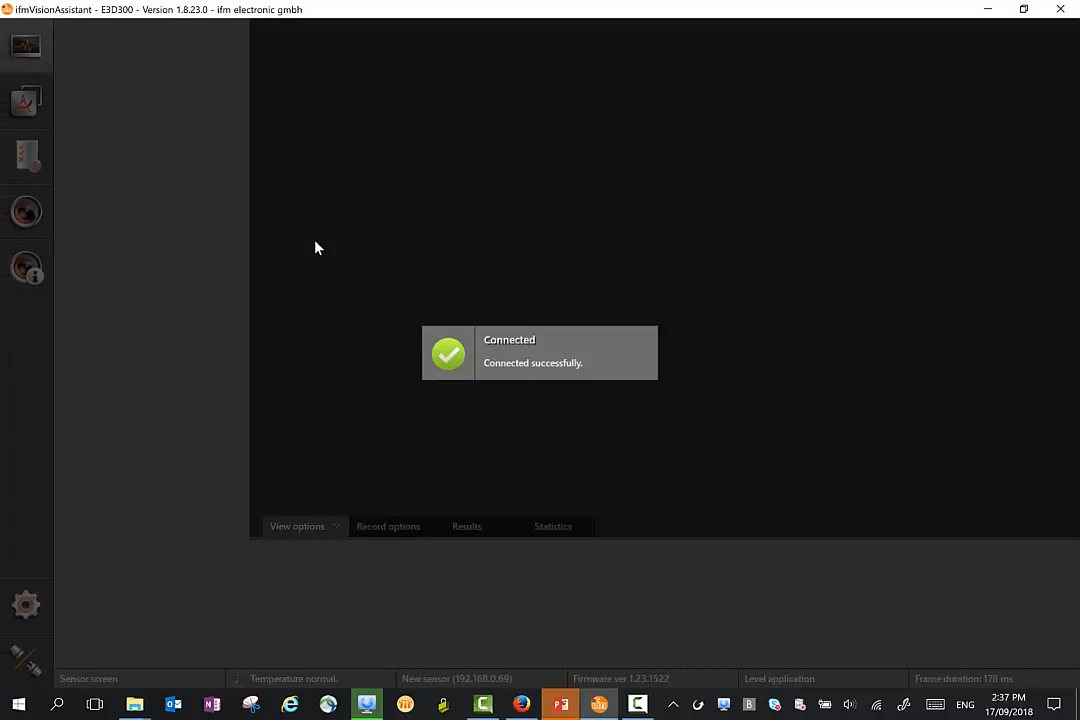 ifmVisionAssistant - E3D300 - Version 1.8.23.0 - ifm electronic gmbh
Connected
Connected successfully.
View options
Record options
Results
Statistics
Sensor screen
Temperature normal.
New sensor (192.168.0.69)
Firmware ver 1.23.1522
Level application
Frame duration: 178 ms
ENG
2:37 PM
17/09/2018